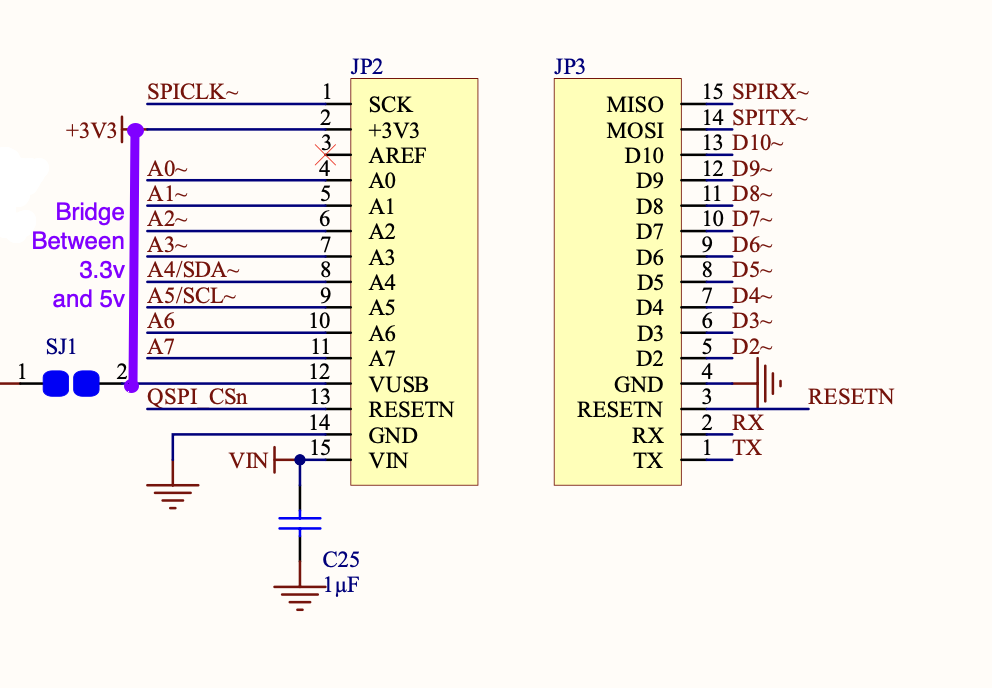 JP2
JP3
SPICLK~ 1 SCK
+3V3 2 +3V3
3 AREF
A0~ 4 A0
A1~ 5 A1
A2~ 6 A2
A3~ 7 A3
A4/SDA~ 8 A4
A5/SCL~ 9 A5
A6 10 A6
A7 11 A7
12 VUSB
QSPI_CSn 13 RESETN
14 GND
VIN 15 VIN
Bridge
Between
3.3v
and 5v
SJ1
1 2
C25
1µF
MISO 15 SPIRX~
MOSI 14 SPITX~
D10 13 D10~
D9 12 D9~
D8 11 D8~
D7 10 D7~
D6 9 D6~
D5 8 D5~
D4 7 D4~
D3 6 D3~
D2 5 D2~
GND 4
RESETN 3 RESETN
RX 2 RX
TX 1 TX